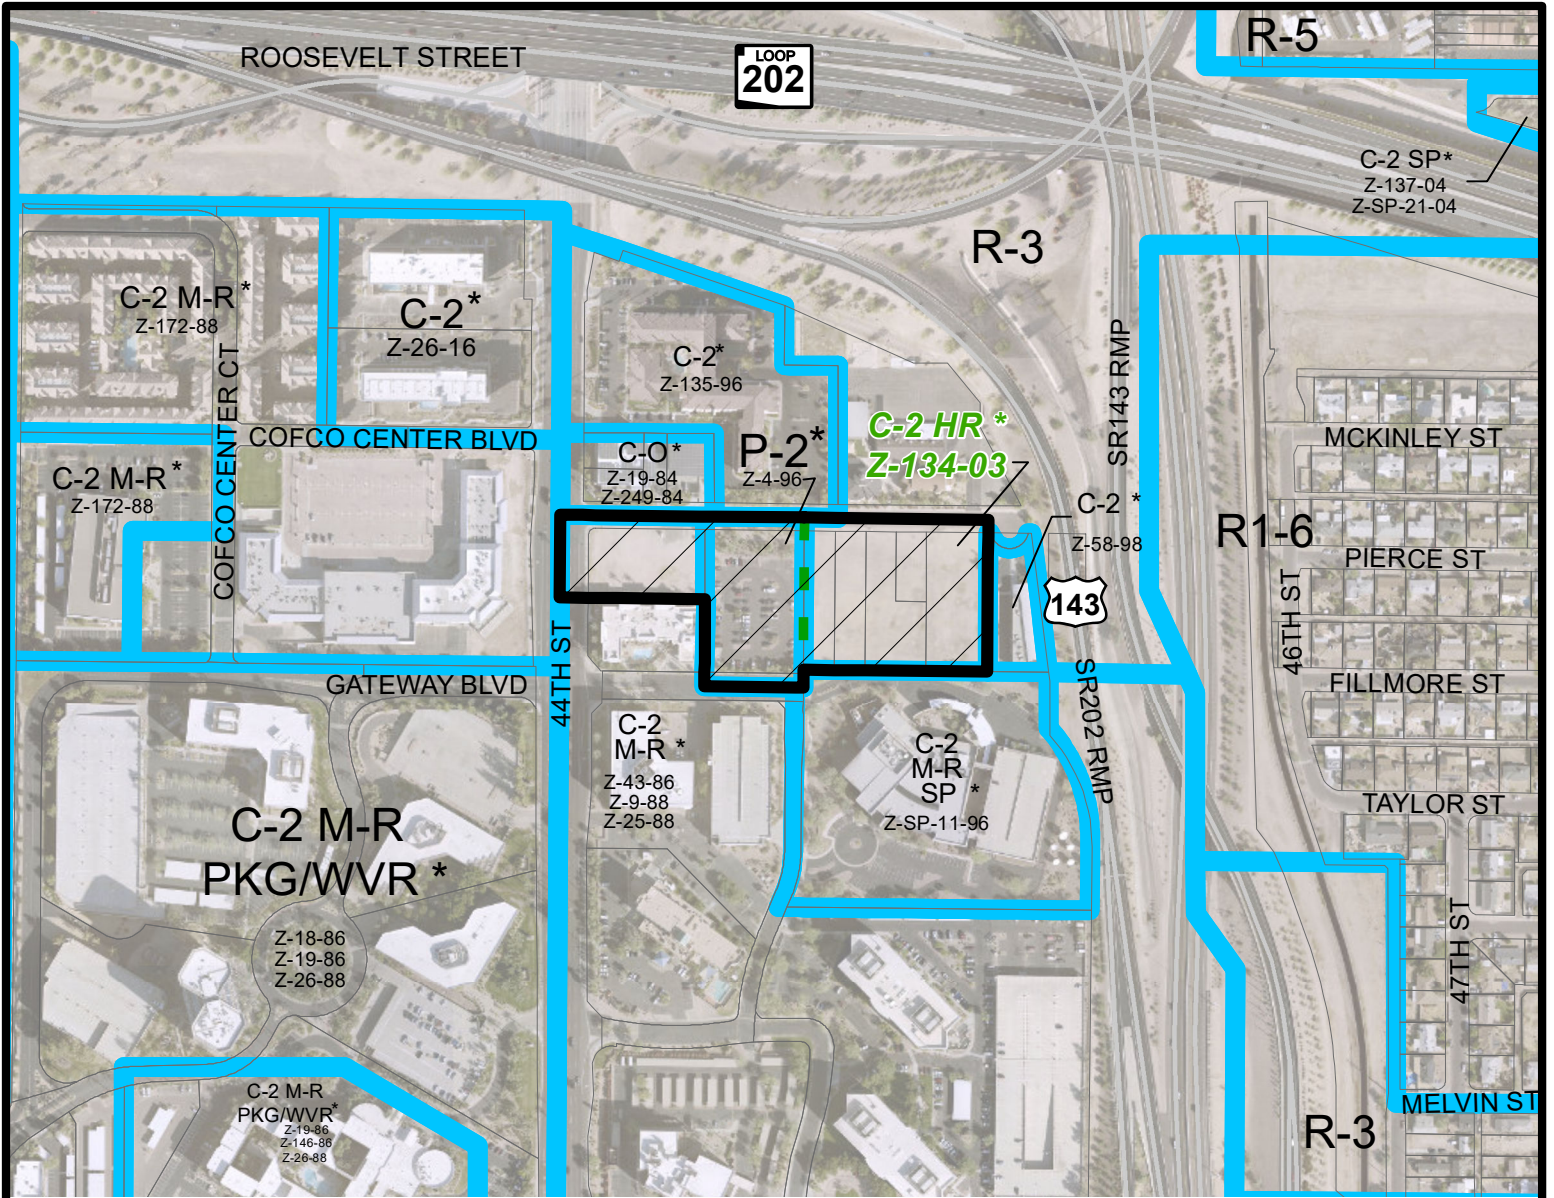 ROOSEVELT STREET
LOOP
202
R-5
C-2 SP*
Z-137-04
Z-SP-21-04
R-3
C-2 M-R*
Z-172-88
C-2*
Z-26-16
C-2*
Z-135-96
COFCO CENTER CT
COFCO CENTER BLVD
C-2 M-R*
Z-172-88
C-O*
Z-19-84
Z-249-84
P-2*
Z-4-96
C-2 HR *
Z-134-03
SR143 RMP
C-2 *
Z-58-98
143
MCKINLEY ST
R1-6
PIERCE ST
46TH ST
FILLMORE ST
TAYLOR ST
44TH ST
GATEWAY BLVD
SR202 RMP
C-2
M-R *
Z-43-86
Z-9-88
Z-25-88
C-2
M-R
SP *
Z-SP-11-96
C-2 M-R
PKG/WVR *
Z-18-86
Z-19-86
Z-26-88
47TH ST
C-2 M-R
PKG/WVR*
Z-19-86
Z-146-86
Z-26-88
MELVIN ST
R-3